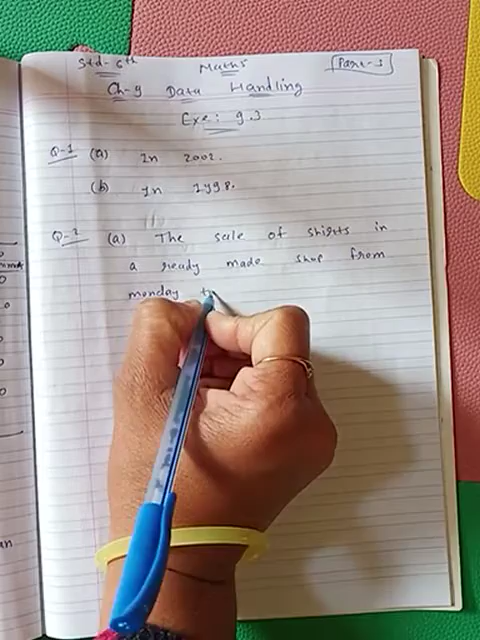 Std-6th Maths Part-1
Ch-9 Data Handling
Exe: 9.3
Q-1 (a) In 2002.
(b) In 1998.
Q-2 (a) The sale of shirts in
a ready made shop from
monday